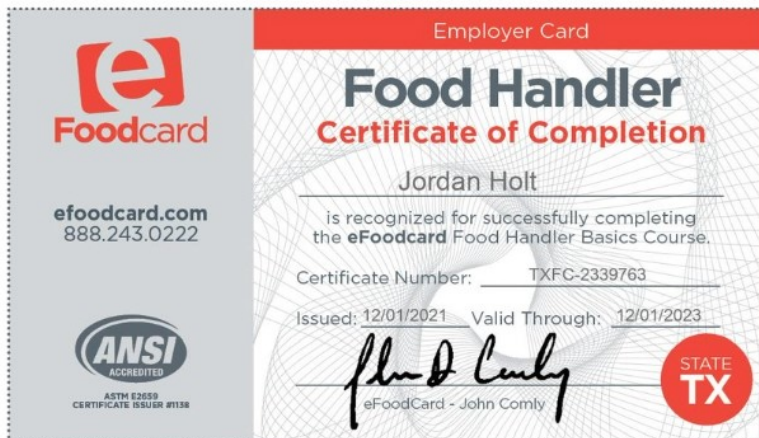 e
Foodcard
efoodcard.com
888.243.0222
ANSI
ACCREDITED
ASTM E2659
CERTIFICATE ISSUER #1138
Employer Card
Food Handler
Certificate of Completion
Jordan Holt
is recognized for successfully completing
the eFoodcard Food Handler Basics Course.
Certificate Number: TXFC-2339763
Issued: 12/01/2021 Valid Through: 12/01/2023
John D Comly
eFoodCard - John Comly
STATE
TX